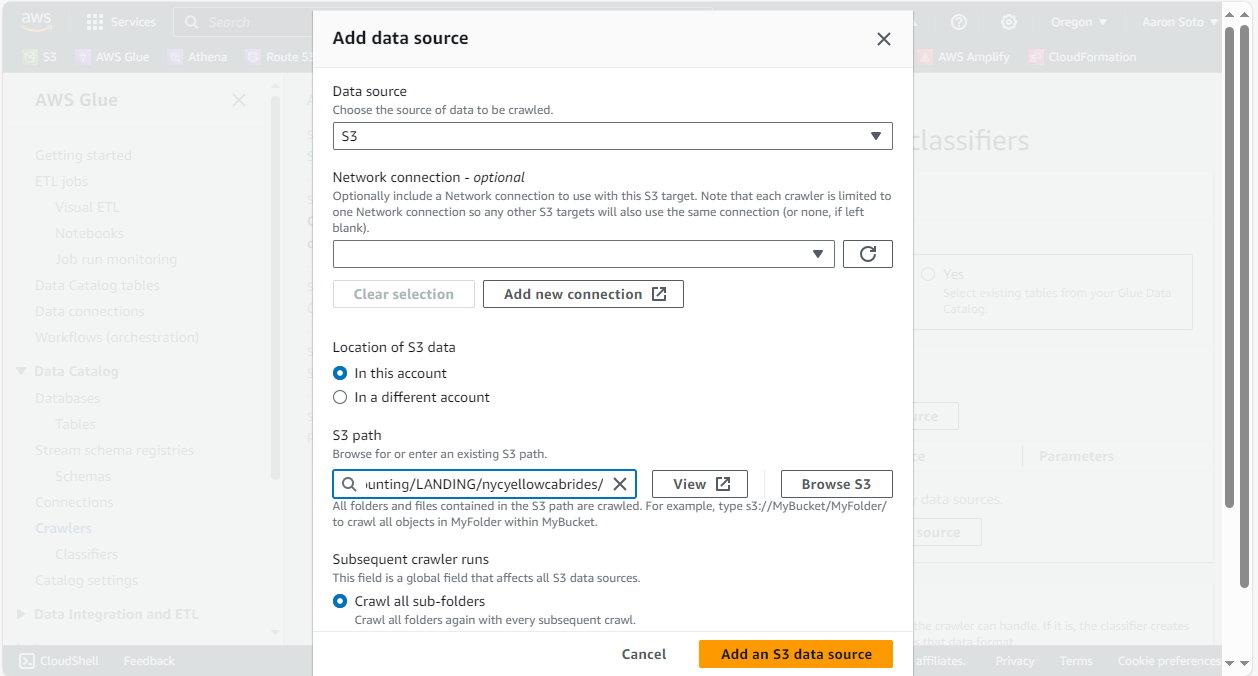 aws
Services
Search
Oregon
Aaron Soto
S3
AWS Glue
Athena
Route 53
AWS Amplify
CloudFormation
AWS Glue
Getting started
ETL jobs
Visual ETL
Notebooks
Job run monitoring
Data Catalog tables
Data connections
Workflows (orchestration)
Data Catalog
Databases
Tables
Stream schema registries
Schemas
Connections
Crawlers
Classifiers
Catalog settings
Data Integration and ETL
CloudShell
Feedback
Add data source
Data source
Choose the source of data to be crawled.
S3
Network connection - optional
Optionally include a Network connection to use with this S3 target. Note that each crawler is limited to
one Network connection so any other S3 targets will also use the same connection (or none, if left
blank).
Clear selection
Add new connection
Location of S3 data
In this account
In a different account
S3 path
Browse for or enter an existing S3 path.
unting/LANDING/nycyellowcabrides/
View
Browse S3
All folders and files contained in the S3 path are crawled. For example, type s3://MyBucket/MyFolder/
to crawl all objects in MyFolder within MyBucket.
Subsequent crawler runs
This field is a global field that affects all S3 data sources.
Crawl all sub-folders
Crawl all folders again with every subsequent crawl.
Cancel
Add an S3 data source
classifiers
Yes
Select existing tables from your Glue Data
Catalog.
Parameters
data sources.
source
the crawler can handle. If it is, the classifier creates
that data format.
affiliates.
Privacy
Terms
Cookie preferences